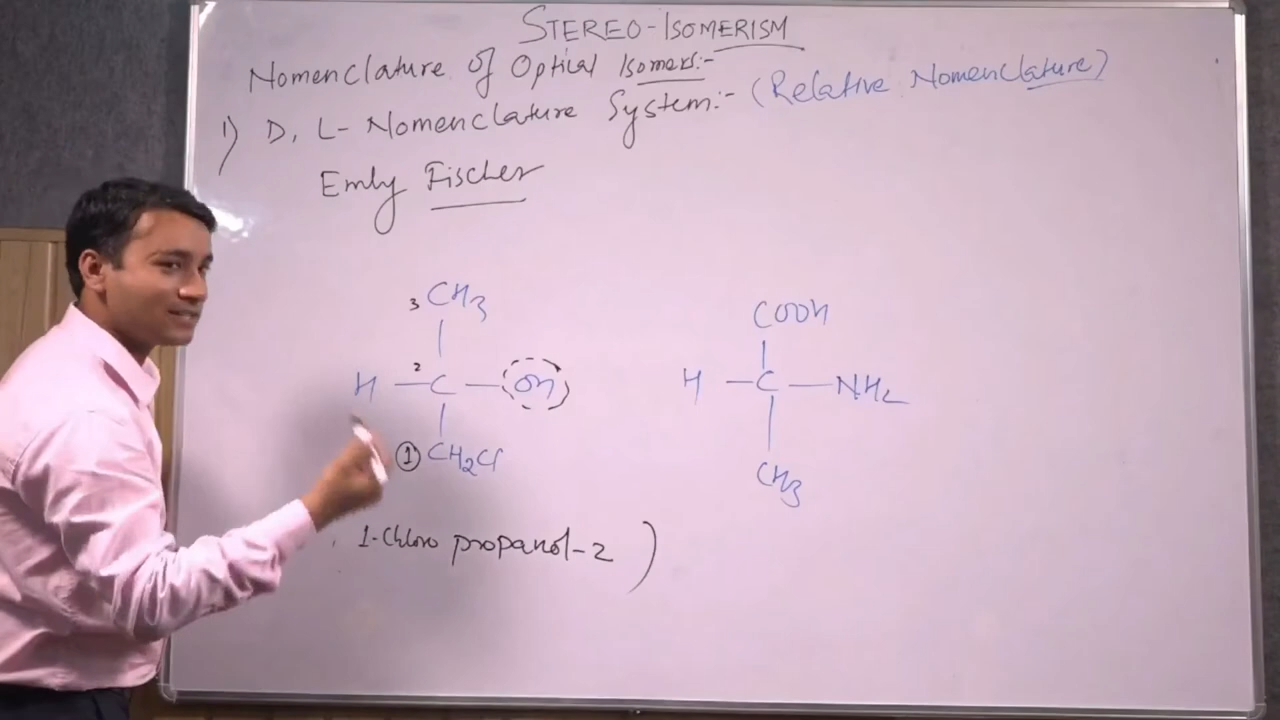 STEREO-ISOMERISM
Nomenclature of Optical Isomers:-
1) D, L- Nomenclature System:- (Relative Nomenclature)
Emly Fischer
3 CH3
COOH
2
H - C - OH
H - C - NH2
1 CH2Cl
CH3
1-Chloro propanol-2 )